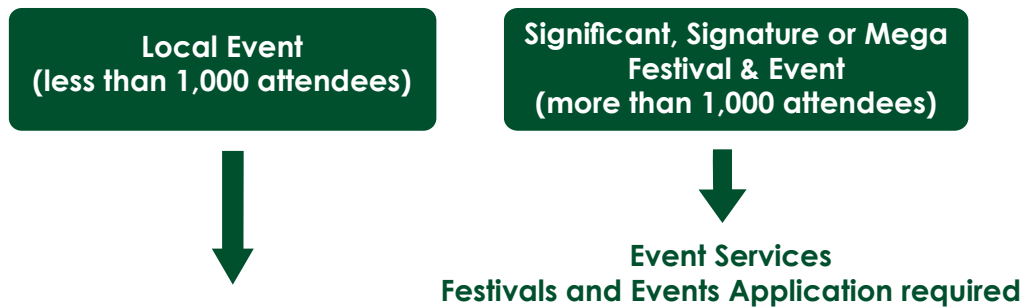 Local Event
(less than 1,000 attendees)
Significant, Signature or Mega
Festival & Event
(more than 1,000 attendees)
Event Services
Festivals and Events Application required